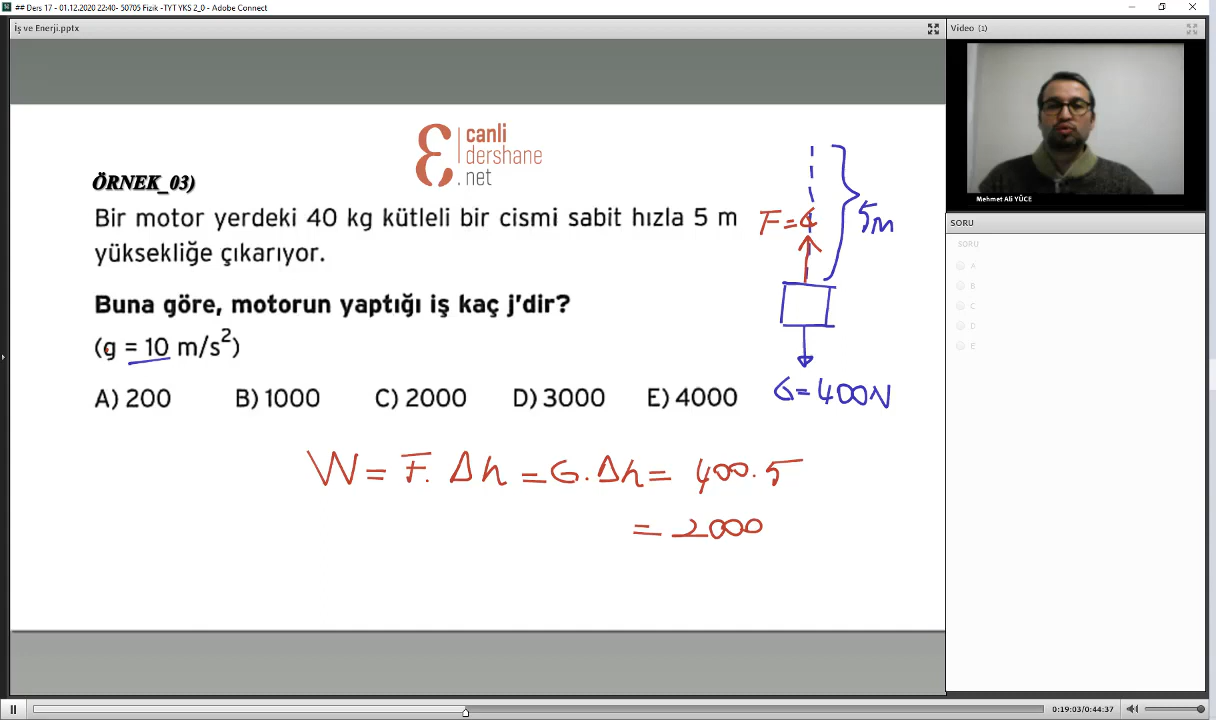 ## Ders 17 - 01.12.2020 22:40- 50705 Fizik -TYT YKS 2_0 - Adobe Connect
İş ve Enerji.pptx
Video (1)
canli
dershane
.net
Mehmet Ali YÜCE
SORU
SORU
A
B
C
D
E
ÖRNEK_03)
Bir motor yerdeki 40 kg kütleli bir cismi sabit hızla 5 m
yüksekliğe çıkarıyor.
Buna göre, motorun yaptığı iş kaç j'dir?
(g = 10 m/s²)
A) 200 B) 1000 C) 2000 D) 3000 E) 4000
F=G
5m
G=400N
W = F. Δh = G. Δh = 400.5
= 2000
0:19:03/0:44:37